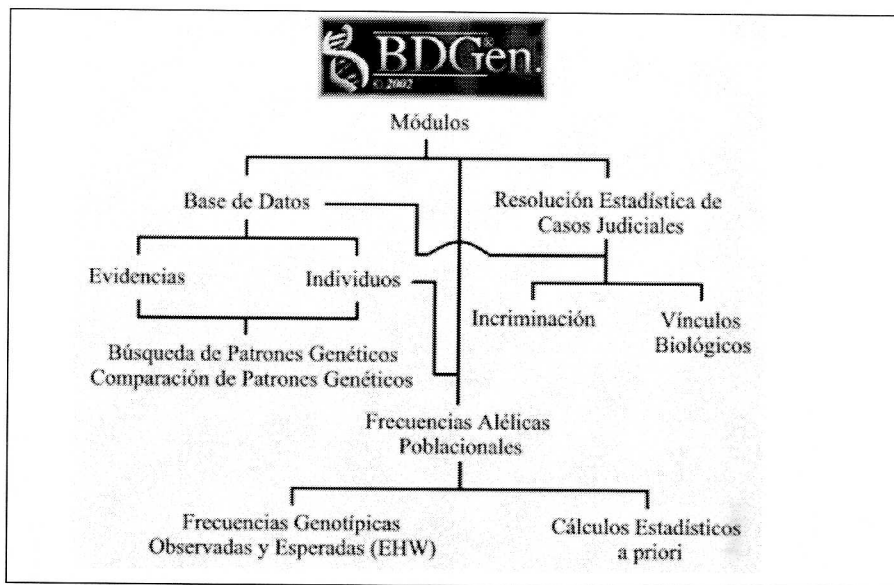 BDGen®
© 2002
Módulos
Base de Datos
Resolución Estadística de
Casos Judiciales
Evidencias
Individuos
Incriminación
Vínculos
Biológicos
Búsqueda de Patrones Genéticos
Comparación de Patrones Genéticos
Frecuencias Alélicas
Poblacionales
Frecuencias Genotípicas
Observadas y Esperadas (EHW)
Cálculos Estadísticos
a priori